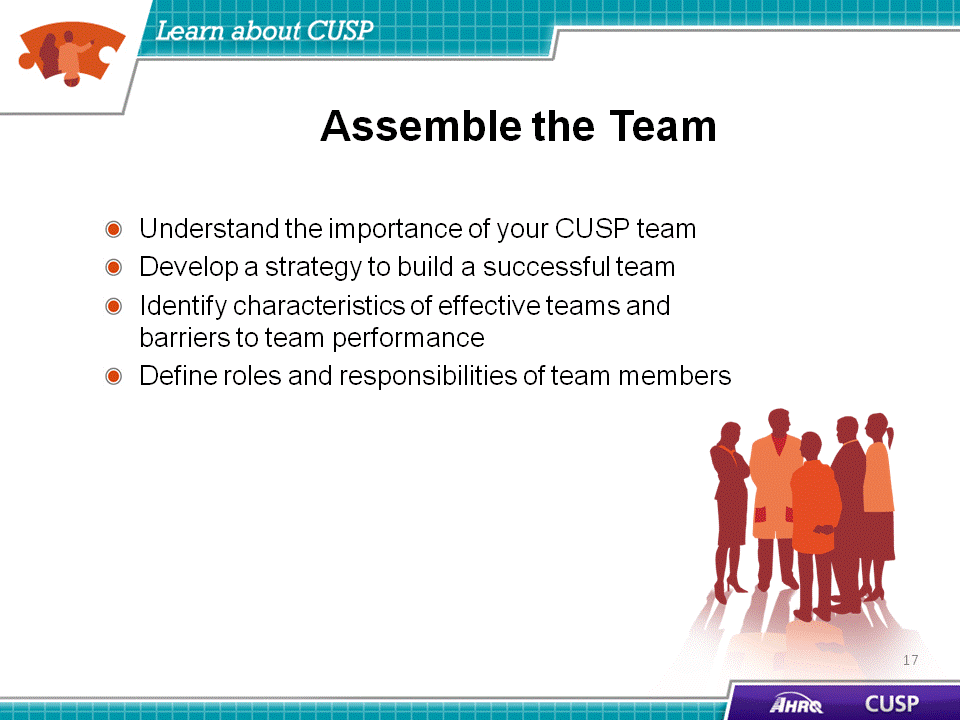 Learn about CUSP
Assemble the Team
Understand the importance of your CUSP team
Develop a strategy to build a successful team
Identify characteristics of effective teams and
barriers to team performance
Define roles and responsibilities of team members
17
AHRQ
CUSP